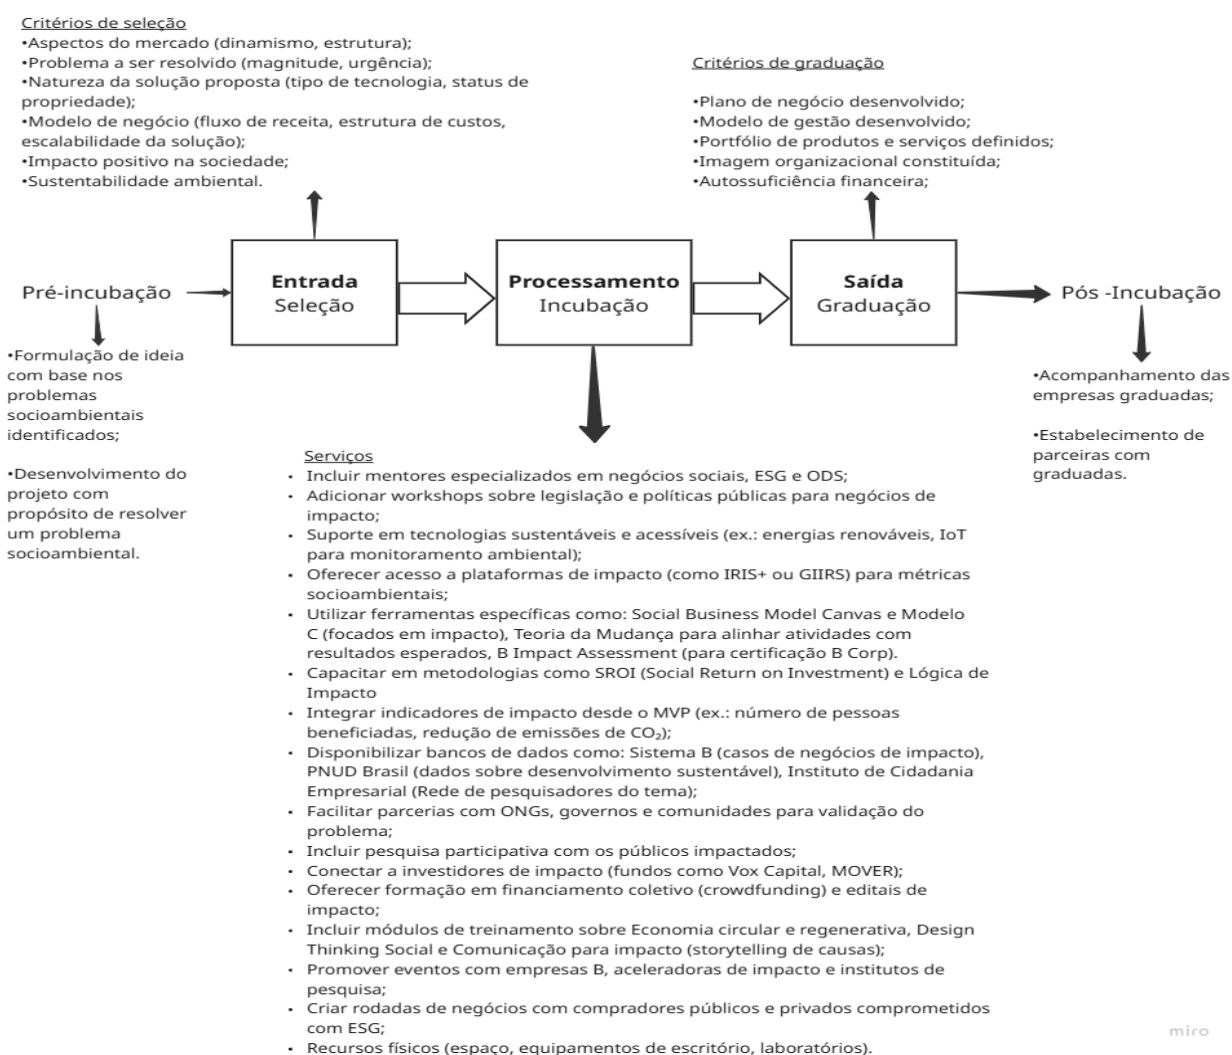 Critérios de seleção
•Aspectos do mercado (dinamismo, estrutura);
•Problema a ser resolvido (magnitude, urgência);
•Natureza da solução proposta (tipo de tecnologia, status de
propriedade);
•Modelo de negócio (fluxo de receita, estrutura de custos,
escalabilidade da solução);
•Impacto positivo na sociedade;
•Sustentabilidade ambiental.
Critérios de graduação
•Plano de negócio desenvolvido;
•Modelo de gestão desenvolvido;
•Portfólio de produtos e serviços definidos;
•Imagem organizacional constituída;
•Autossuficiência financeira;
Pré-incubação
Entrada
Seleção
Processamento
Incubação
Saída
Graduação
Pós -Incubação
•Formulação de ideia
com base nos
problemas
socioambientais
identificados;
•Desenvolvimento do
projeto com
propósito de resolver
um problema
socioambiental.
•Acompanhamento das
empresas graduadas;
•Estabelecimento de
parceiras com
graduadas.
Serviços
• Incluir mentores especializados em negócios sociais, ESG e ODS;
• Adicionar workshops sobre legislação e políticas públicas para negócios de
impacto;
• Suporte em tecnologias sustentáveis e acessíveis (ex.: energias renováveis, IoT
para monitoramento ambiental);
• Oferecer acesso a plataformas de impacto (como IRIS+ ou GIIRS) para métricas
socioambientais;
• Utilizar ferramentas específicas como: Social Business Model Canvas e Modelo
C (focados em impacto), Teoria da Mudança para alinhar atividades com
resultados esperados, B Impact Assessment (para certificação B Corp).
• Capacitar em metodologias como SROI (Social Return on Investment) e Lógica de
Impacto
• Integrar indicadores de impacto desde o MVP (ex.: número de pessoas
beneficiadas, redução de emissões de CO₂);
• Disponibilizar bancos de dados como: Sistema B (casos de negócios de impacto),
PNUD Brasil (dados sobre desenvolvimento sustentável), Instituto de Cidadania
Empresarial (Rede de pesquisadores do tema);
• Facilitar parcerias com ONGs, governos e comunidades para validação do
problema;
• Incluir pesquisa participativa com os públicos impactados;
• Conectar a investidores de impacto (fundos como Vox Capital, MOVER);
• Oferecer formação em financiamento coletivo (crowdfunding) e editais de
impacto;
• Incluir módulos de treinamento sobre Economia circular e regenerativa, Design
Thinking Social e Comunicação para impacto (storytelling de causas);
• Promover eventos com empresas B, aceleradoras de impacto e institutos de
pesquisa;
• Criar rodadas de negócios com compradores públicos e privados comprometidos
com ESG;
• Recursos físicos (espaço, equipamentos de escritório, laboratórios).
miro